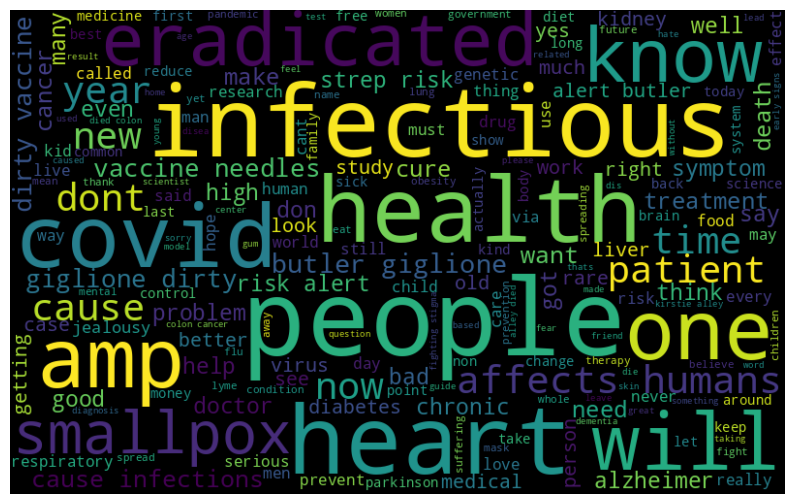 medicine first pandemic test free women government diet kidney well lead
best age yes long future hate effect
dirty vaccine cancer many eradicated know
called reduce result related
year make much genetic thing alert butler today
even research strep risk
infectious
died colon used yet feel lung name drug use system without early signs death
home man cant family must show
new kid common young caused disea
vaccine needles study cure work right symptom
live mean thank scientist human sick actually body please obesity back science
dont said high don look treatment
last center hope eat via brain food say may
covid health spreading dis
way sorry model gum world still kind want liver time
giglione dirty butler giglione patient
mental control risk alert child old got rare think risk every
cause problem colon cancer away care prevention alley died made kirstie alley thats children
case jealousy better question based fear friend
people one
getting flu virus day fighting stigma non change therapy believe word
amp help see bad point die skin never around
lyme condition now affects humans
good money doctor diabetes chronic guide whole leave something need great
smallpox diagnosis heart will
suffering take dementia let keep taking
respiratory spread serious mask person fight
cause infections men prevent parkinson love medical alzheimer really